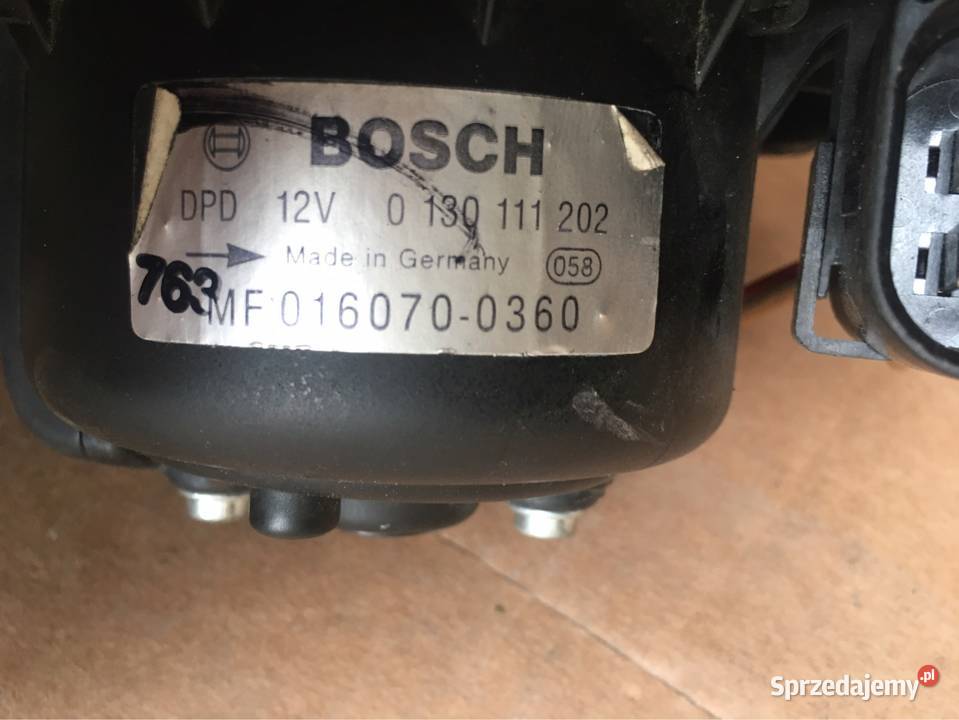 BOSCH
DPD 12V 0 130 111 202
Made in Germany 058
763
MF 016070-0360
Sprzedajemy.pl